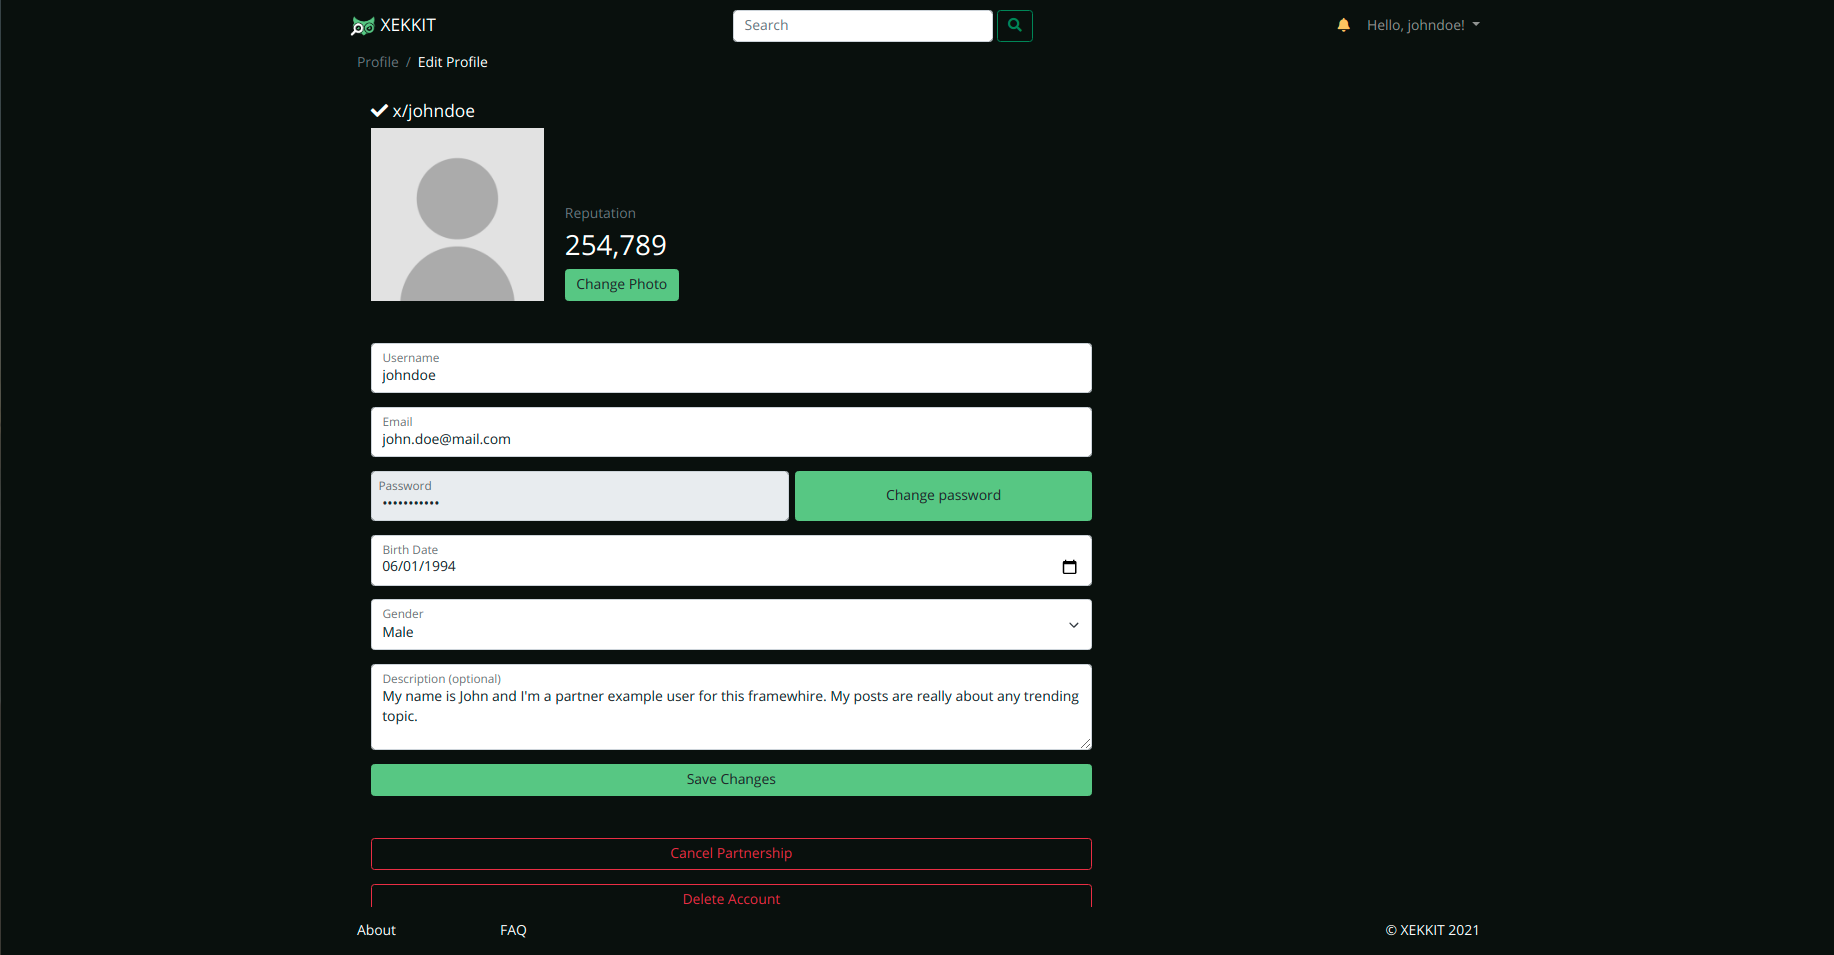 XEKKIT
Search
Hello, johndoe!
Profile / Edit Profile
x/johndoe
Reputation
254,789
Change Photo
Username
johndoe
Email
john.doe@mail.com
Password
•••••••••••
Change password
Birth Date
06/01/1994
Gender
Male
Description (optional)
My name is John and I'm a partner example user for this framewhire. My posts are really about any trending
topic.
Save Changes
Cancel Partnership
Delete Account
About
FAQ
© XEKKIT 2021